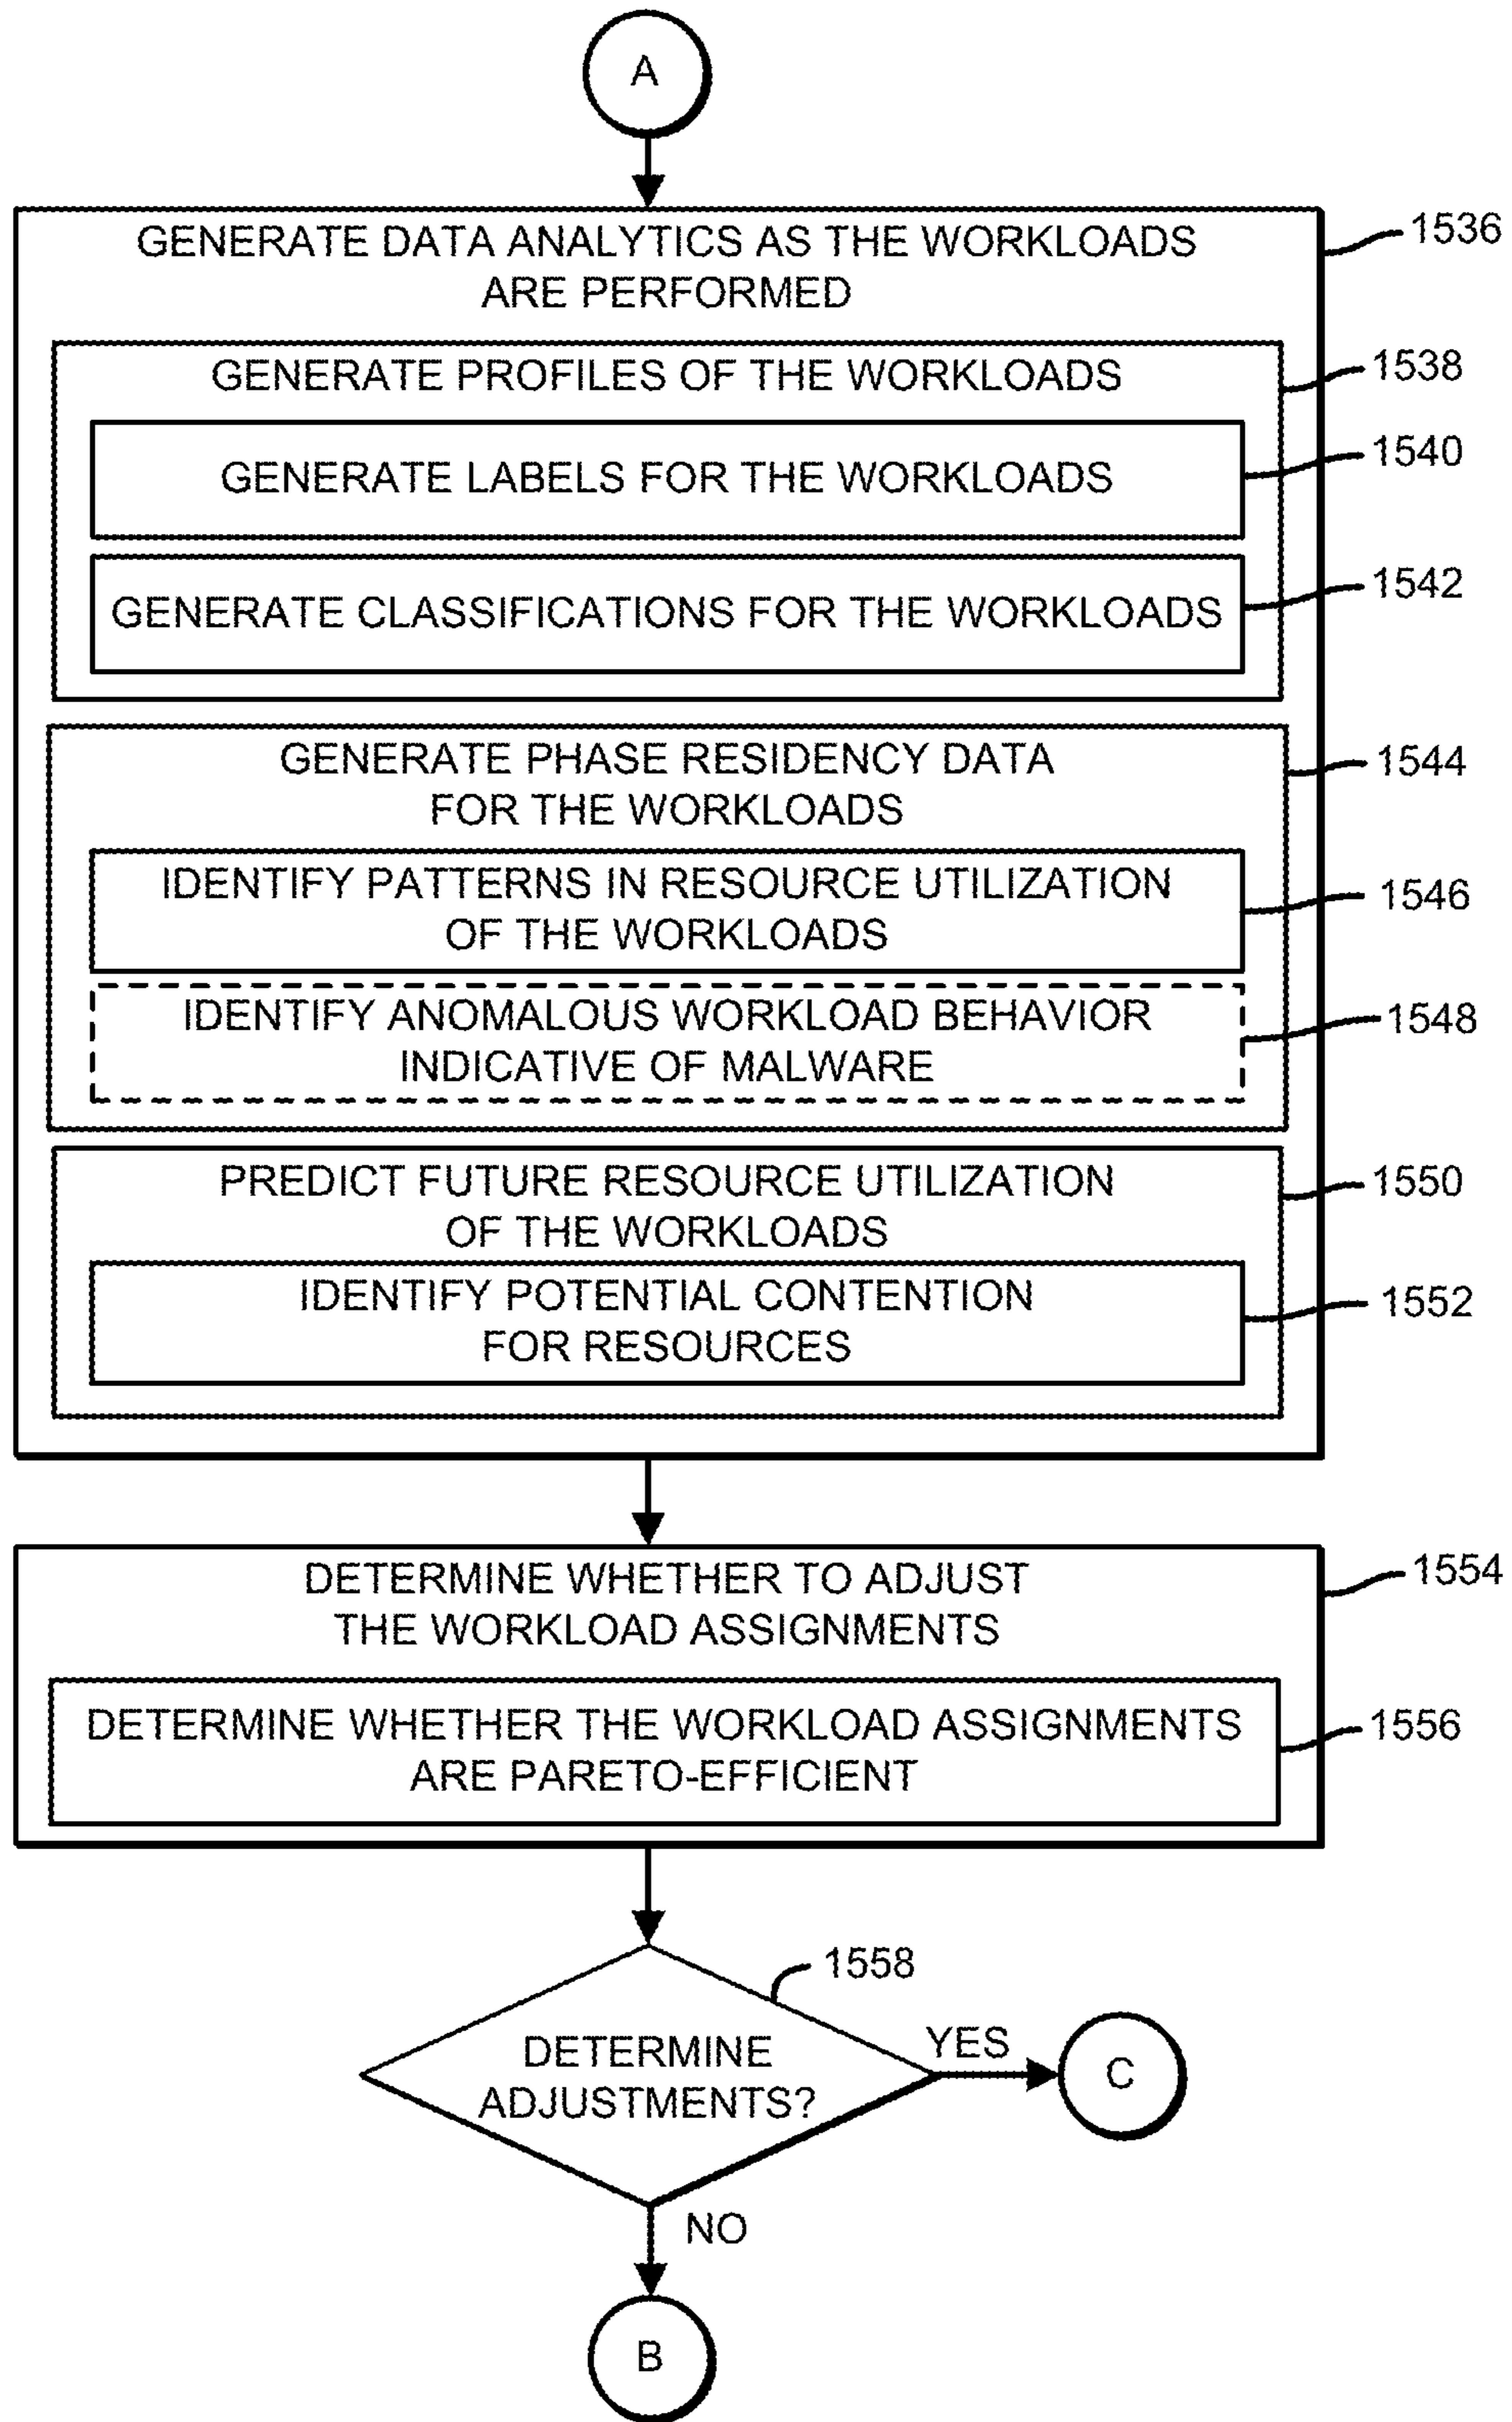 A
GENERATE DATA ANALYTICS AS THE WORKLOADS
ARE PERFORMED
1536
GENERATE PROFILES OF THE WORKLOADS
1538
GENERATE LABELS FOR THE WORKLOADS
1540
GENERATE CLASSIFICATIONS FOR THE WORKLOADS
1542
GENERATE PHASE RESIDENCY DATA
FOR THE WORKLOADS
1544
IDENTIFY PATTERNS IN RESOURCE UTILIZATION
OF THE WORKLOADS
1546
IDENTIFY ANOMALOUS WORKLOAD BEHAVIOR
INDICATIVE OF MALWARE
1548
PREDICT FUTURE RESOURCE UTILIZATION
OF THE WORKLOADS
1550
IDENTIFY POTENTIAL CONTENTION
FOR RESOURCES
1552
DETERMINE WHETHER TO ADJUST
THE WORKLOAD ASSIGNMENTS
1554
DETERMINE WHETHER THE WORKLOAD ASSIGNMENTS
ARE PARETO-EFFICIENT
1556
1558
DETERMINE
ADJUSTMENTS?
YES
C
NO
B